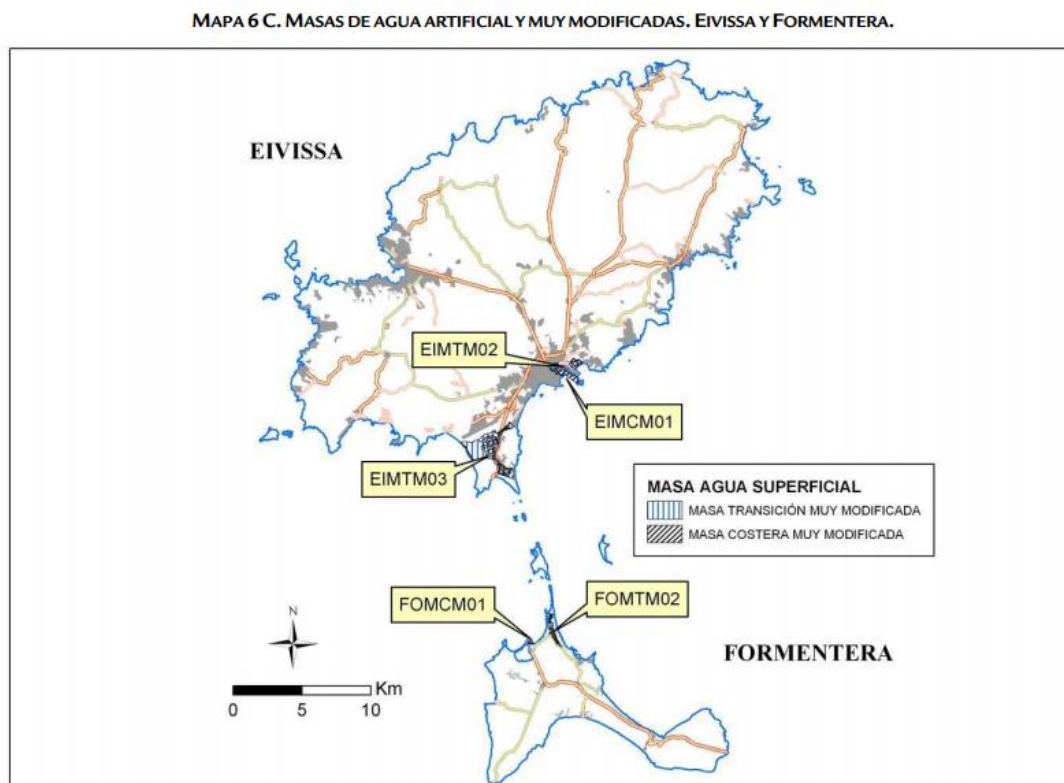 MAPA 6 C. MASAS DE AGUA ARTIFICIAL Y MUY MODIFICADAS. EIVISSA Y FORMENTERA.
EIVISSA
EIMTM02
EIMCM01
EIMTM03
MASA AGUA SUPERFICIAL
MASA TRANSICIÓN MUY MODIFICADA
MASA COSTERA MUY MODIFICADA
FOMCM01
FOMTM02
N
FORMENTERA
Km
0 5 10